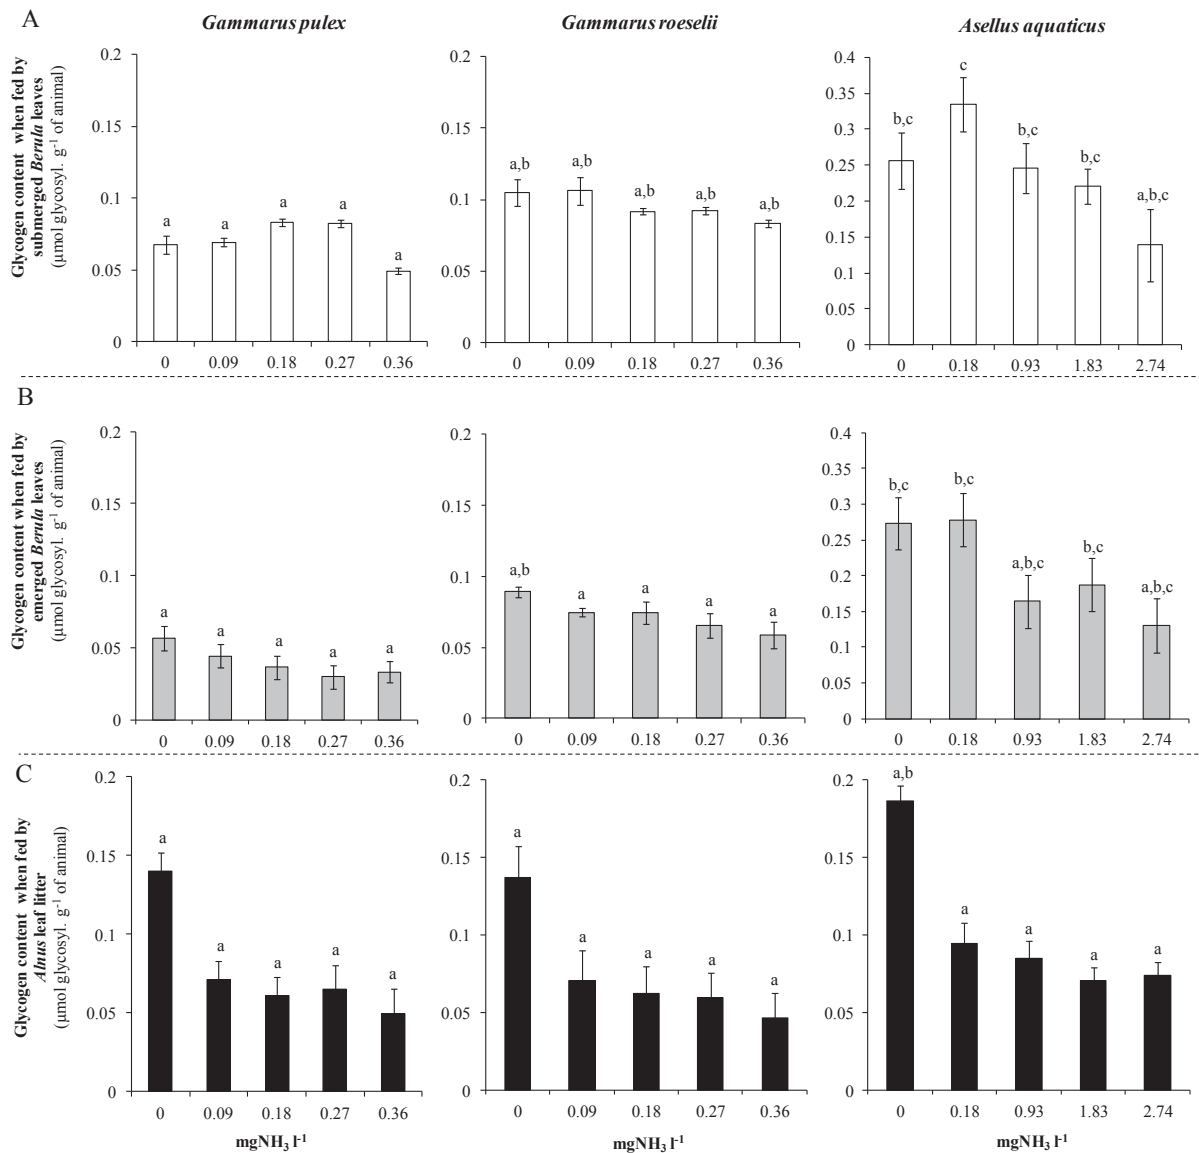 A
Gammarus pulex
Gammarus roeselii
Asellus aquaticus
Glycogen content when fed by
submerged Berula leaves
(µmol glycosyl. g-1 of animal)
0.2
0.15
0.1
0.05
0
a a a a a
0 0.09 0.18 0.27 0.36
0.2
0.15
0.1
0.05
0
a,b a,b a,b a,b a,b
0 0.09 0.18 0.27 0.36
0.4
0.35
0.3
0.25
0.2
0.15
0.1
0.05
0
b,c c b,c b,c a,b,c
0 0.18 0.93 1.83 2.74
B
Glycogen content when fed by
emerged Berula leaves
(µmol glycosyl. g-1 of animal)
0.2
0.15
0.1
0.05
0
a a a a a
0 0.09 0.18 0.27 0.36
0.2
0.15
0.1
0.05
0
a,b a a a a
0 0.09 0.18 0.27 0.36
0.4
0.35
0.3
0.25
0.2
0.15
0.1
0.05
0
b,c b,c a,b,c b,c a,b,c
0 0.18 0.93 1.83 2.74
C
Glycogen content when fed by
Alnus leaf litter
(µmol glycosyl. g-1 of animal)
0.2
0.15
0.1
0.05
0
a a a a a
0 0.09 0.18 0.27 0.36
mgNH3 l-1
0.2
0.15
0.1
0.05
0
a a a a a
0 0.09 0.18 0.27 0.36
mgNH3 l-1
0.2
0.15
0.1
0.05
0
a,b a a a a
0 0.18 0.93 1.83 2.74
mgNH3 l-1